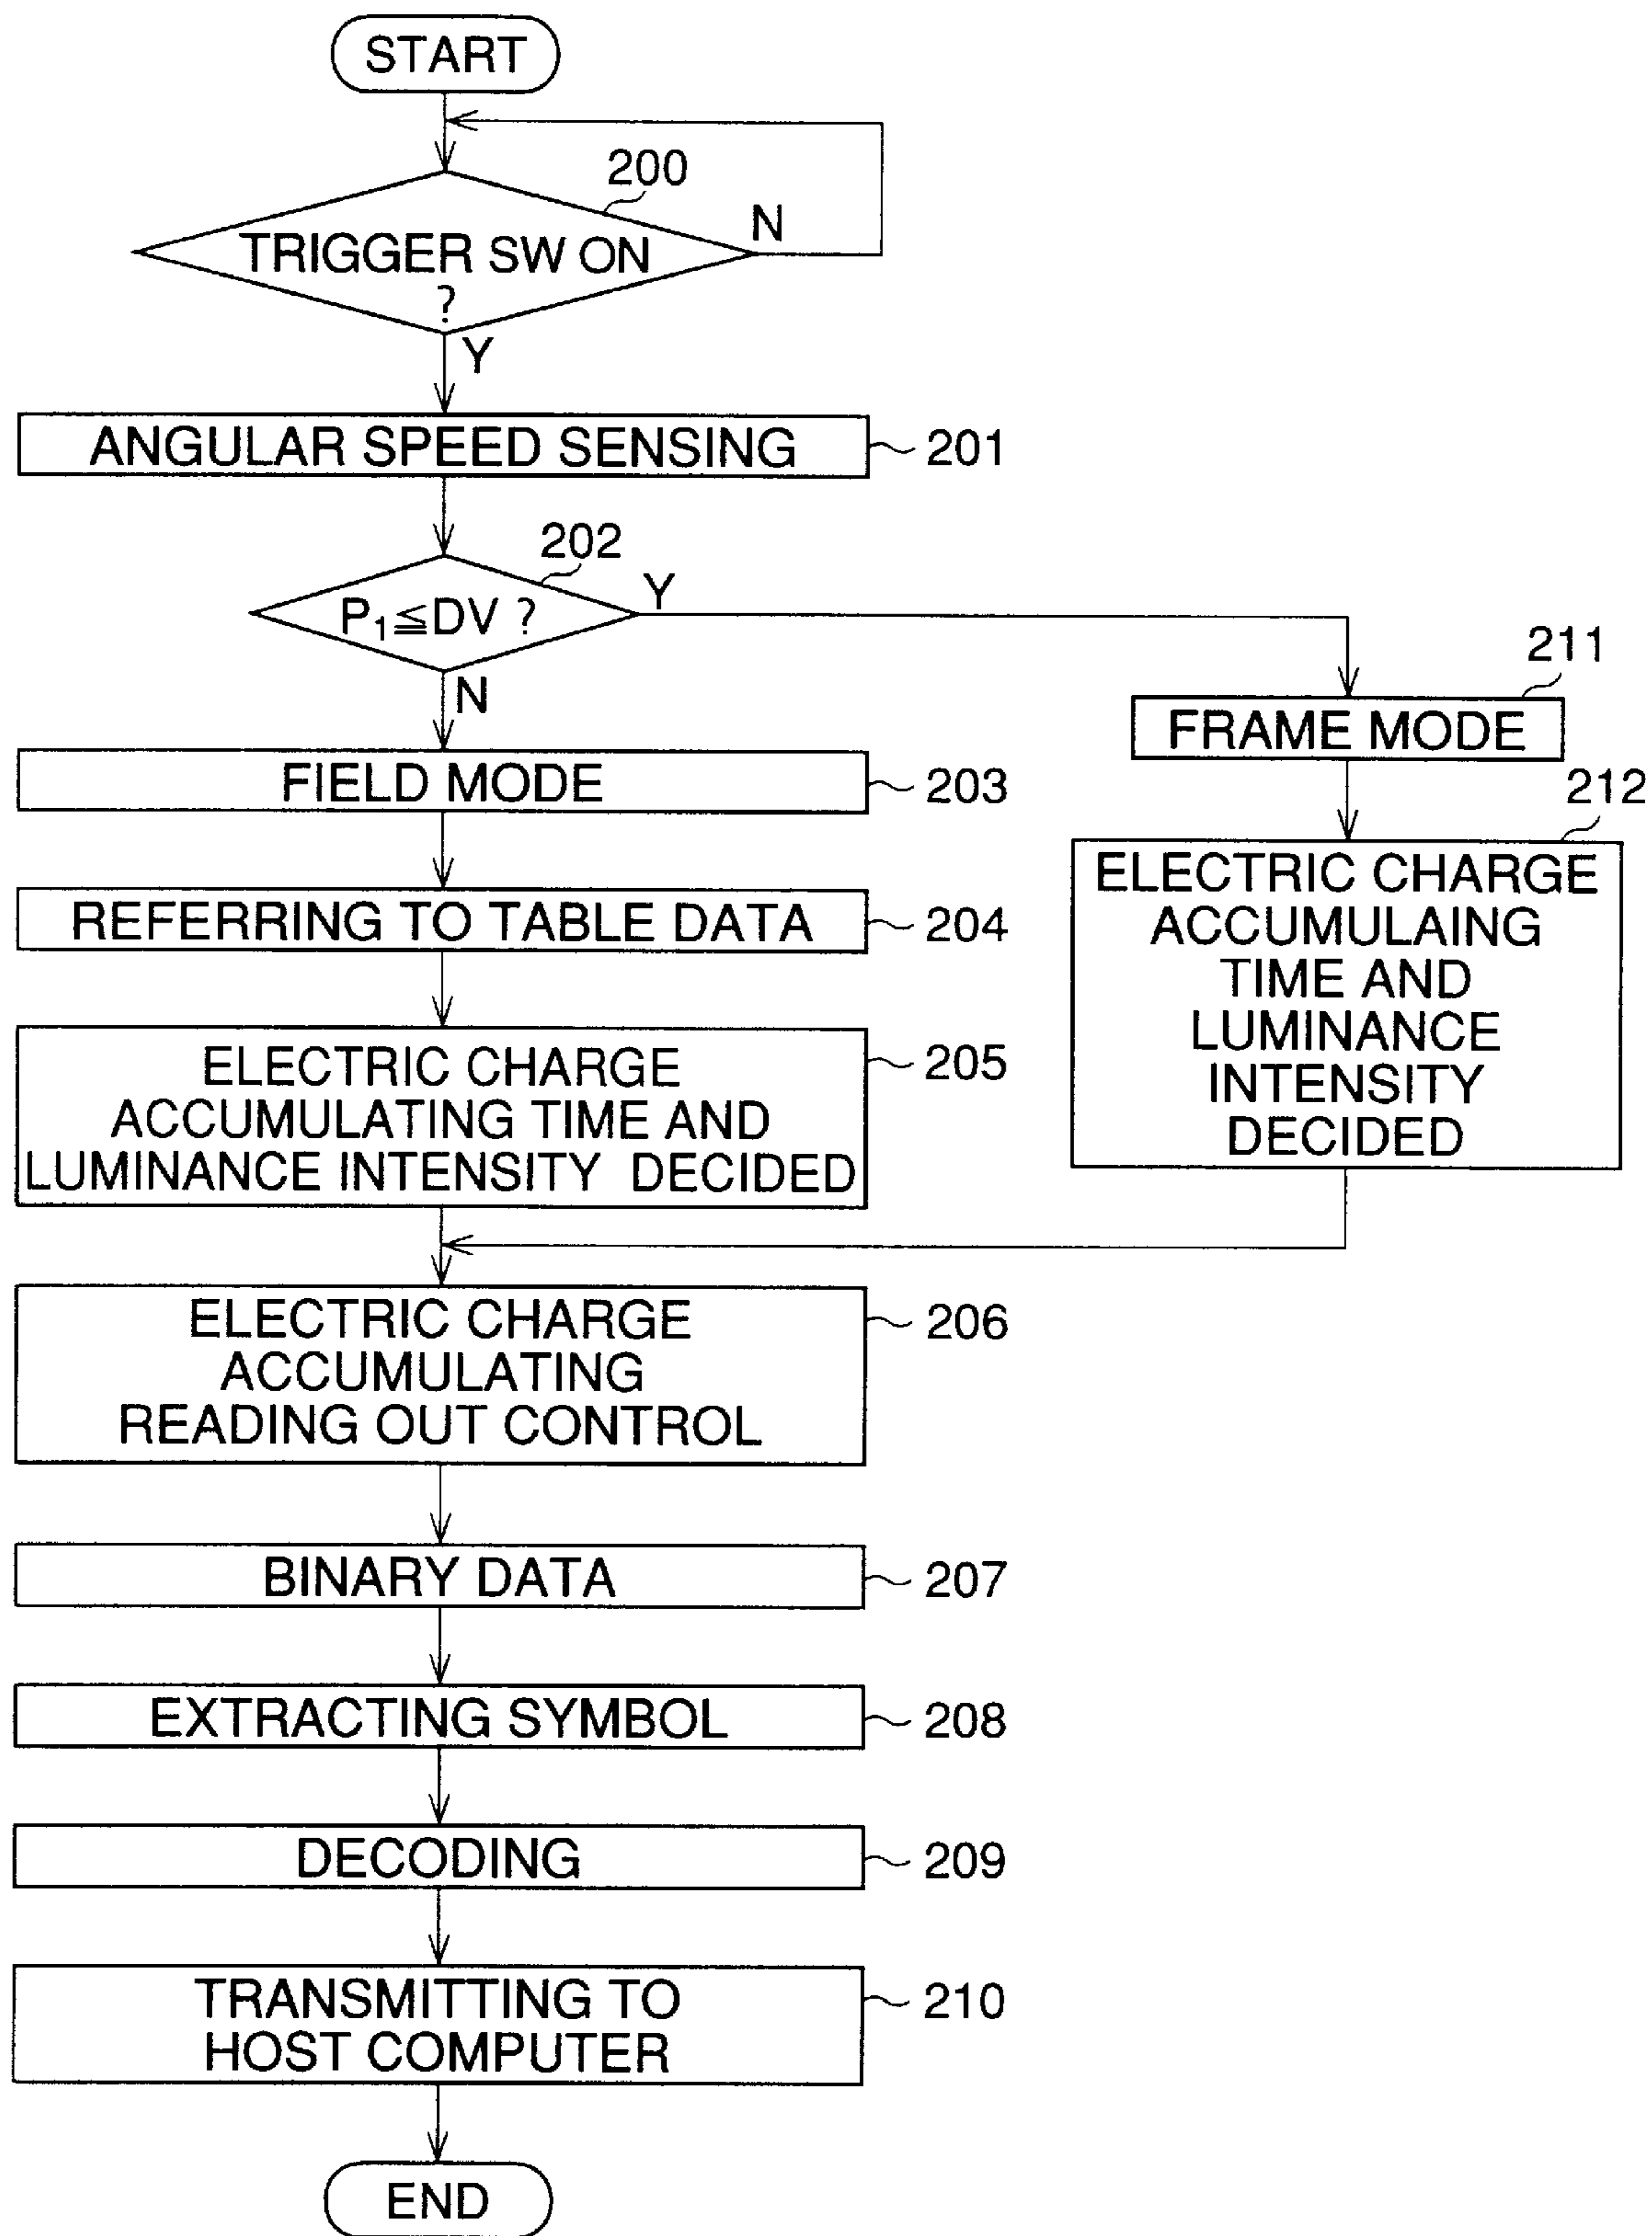 START
200
N
TRIGGER SW ON
?
Y
ANGULAR SPEED SENSING
201
202
P₁≦DV ?
Y
N
211
FRAME MODE
FIELD MODE
203
212
ELECTRIC CHARGE
ACCUMULAING
TIME AND
LUMINANCE
INTENSITY
DECIDED
REFERRING TO TABLE DATA
204
ELECTRIC CHARGE
ACCUMULATING TIME AND
LUMINANCE INTENSITY DECIDED
205
ELECTRIC CHARGE
ACCUMULATING
READING OUT CONTROL
206
BINARY DATA
207
EXTRACTING SYMBOL
208
DECODING
209
TRANSMITTING TO
HOST COMPUTER
210
END